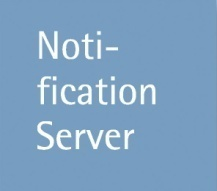 Noti-
fication
Server